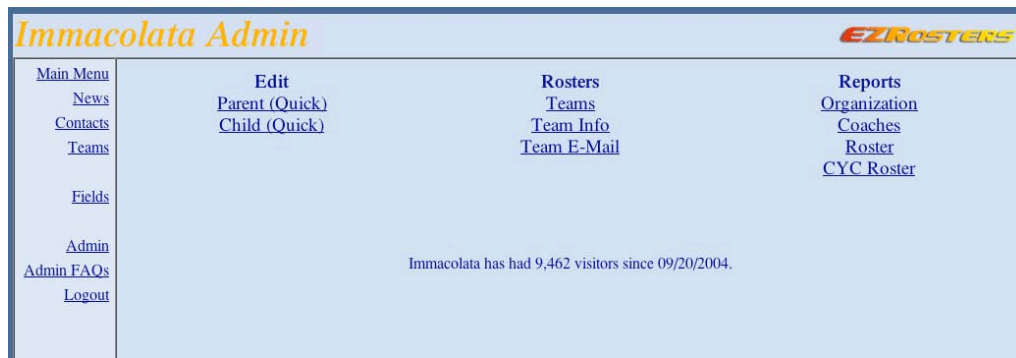 Immacolata Admin
EZRosters
Main Menu
News
Contacts
Teams
Fields
Admin
Admin FAQs
Logout
Edit
Parent (Quick)
Child (Quick)
Rosters
Teams
Team Info
Team E-Mail
Reports
Organization
Coaches
Roster
CYC Roster
Immacolata has had 9,462 visitors since 09/20/2004.